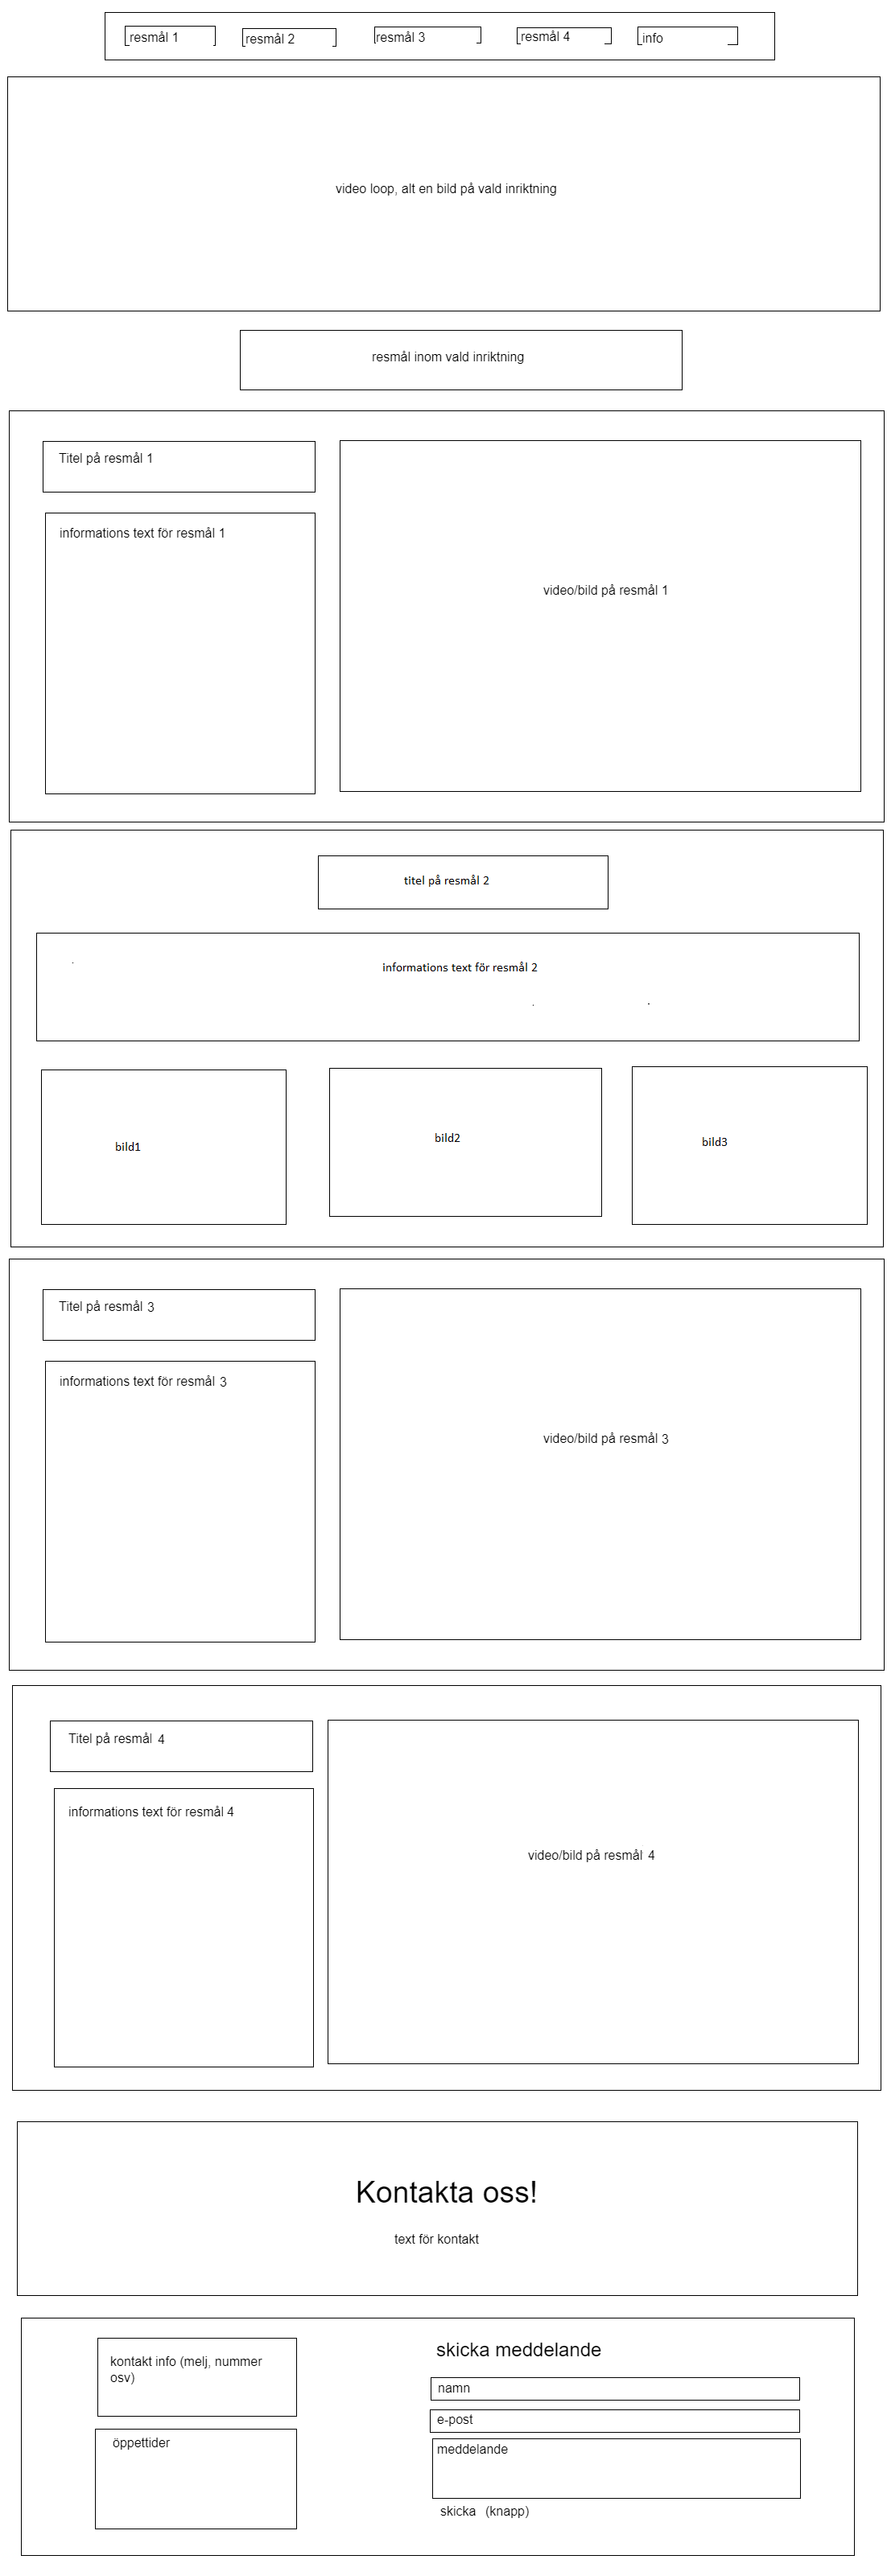 resmål 1
resmål 2
resmål 3
resmål 4
info
video loop, alt en bild på vald inriktning
resmål inom vald inriktning
Titel på resmål 1
informations text för resmål 1
video/bild på resmål 1
titel på resmål 2
informations text för resmål 2
bild1
bild2
bild3
Titel på resmål 3
informations text för resmål 3
video/bild på resmål 3
Titel på resmål 4
informations text för resmål 4
video/bild på resmål 4
Kontakta oss!
text för kontakt
kontakt info (melj, nummer
osv)
öppettider
skicka meddelande
namn
e-post
meddelande
skicka (knapp)